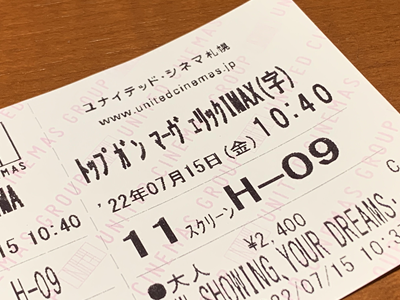 ユナイテッド・シネマ札幌
www.unitedcinemas.jp
トップガン マーヴェリックIMAX(字)
'22年07月15日(金) 10:40
11 スクリーン H-09
●大人 ¥2,400
SHOWING, YOUR DREAMS.
22/07/15 10:3
MAS.
MA
15 10:40
H-09